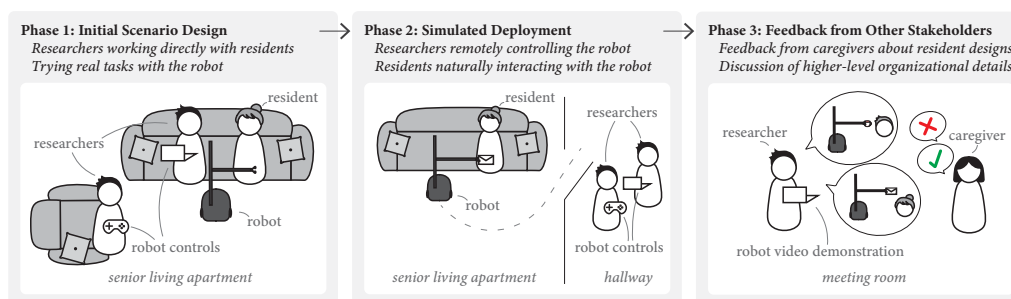 Phase 1: Initial Scenario Design
Researchers working directly with residents
Trying real tasks with the robot
resident
researchers
robot
robot controls
senior living apartment
Phase 2: Simulated Deployment
Researchers remotely controlling the robot
Residents naturally interacting with the robot
resident
researchers
robot
robot controls
senior living apartment
hallway
Phase 3: Feedback from Other Stakeholders
Feedback from caregivers about resident designs
Discussion of higher-level organizational details
researcher
caregiver
robot video demonstration
meeting room